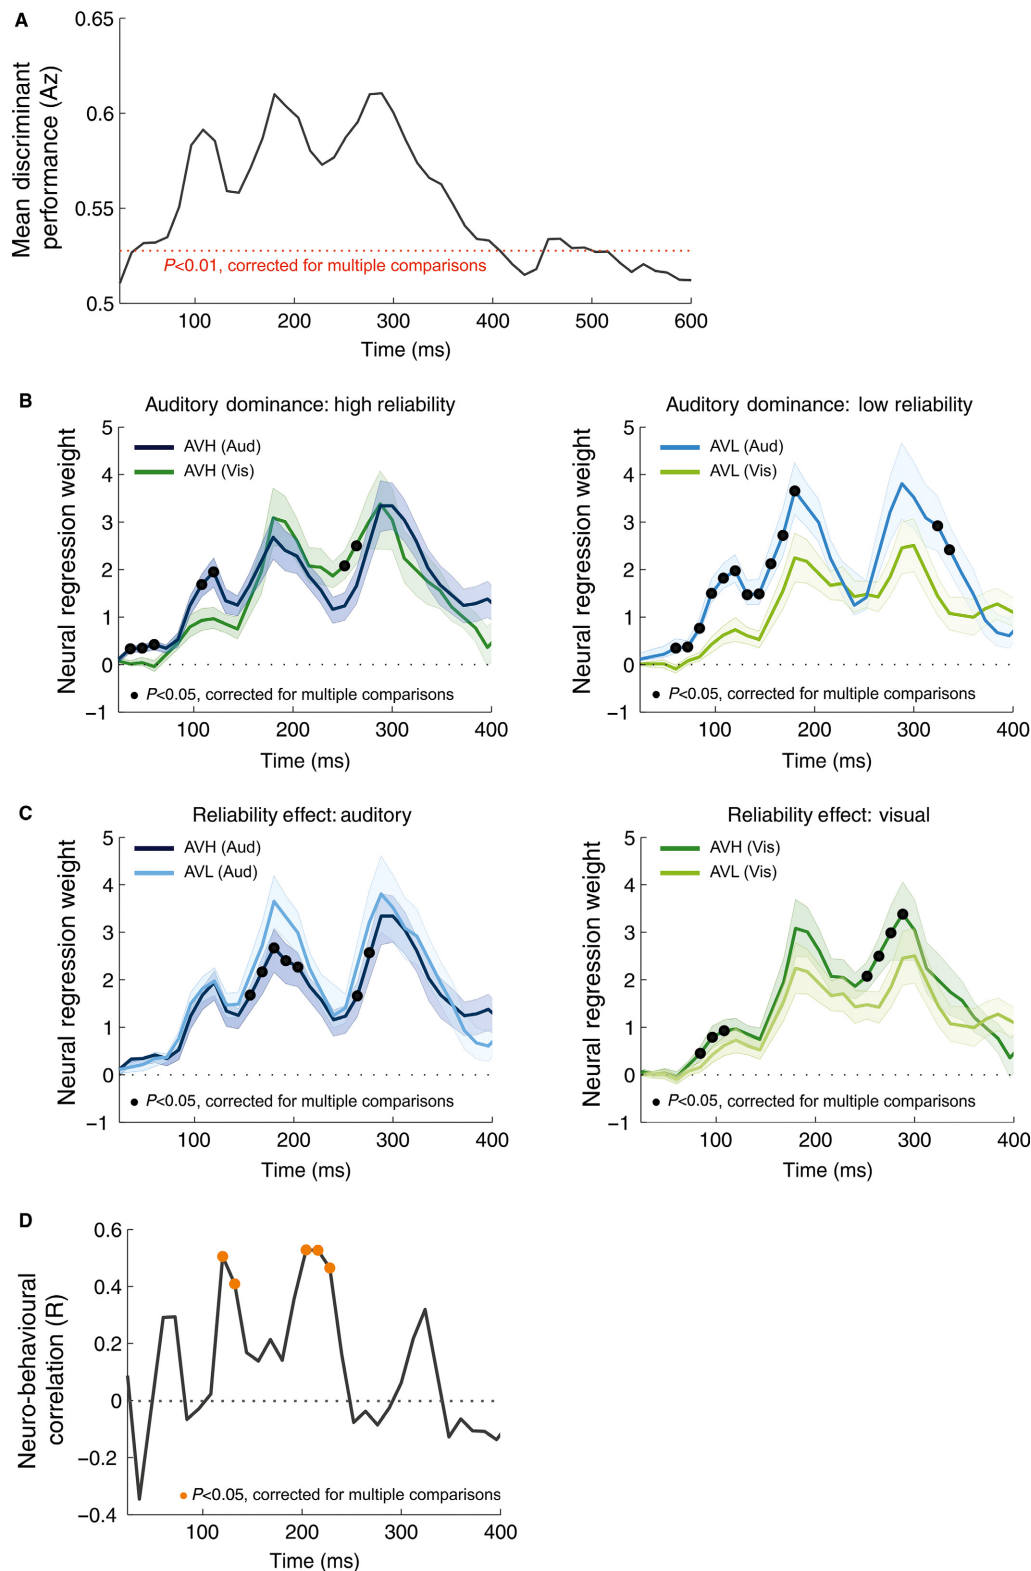 A
Mean discriminant
performance (Az)
0.65
0.6
0.55
0.5
P<0.01, corrected for multiple comparisons
100 200 300 400 500 600
Time (ms)
B
Auditory dominance: high reliability
Neural regression weight
5
4
3
2
1
0
−1
AVH (Aud)
AVH (Vis)
P<0.05, corrected for multiple comparisons
100 200 300 400
Time (ms)
Auditory dominance: low reliability
Neural regression weight
5
4
3
2
1
0
−1
AVL (Aud)
AVL (Vis)
P<0.05, corrected for multiple comparisons
100 200 300 400
Time (ms)
C
Reliability effect: auditory
Neural regression weight
5
4
3
2
1
0
−1
AVH (Aud)
AVL (Aud)
P<0.05, corrected for multiple comparisons
100 200 300 400
Time (ms)
Reliability effect: visual
Neural regression weight
5
4
3
2
1
0
−1
AVH (Vis)
AVL (Vis)
P<0.05, corrected for multiple comparisons
100 200 300 400
Time (ms)
D
Neuro-behavioural
correlation (R)
0.6
0.4
0.2
0
−0.2
−0.4
P<0.05, corrected for multiple comparisons
100 200 300 400
Time (ms)